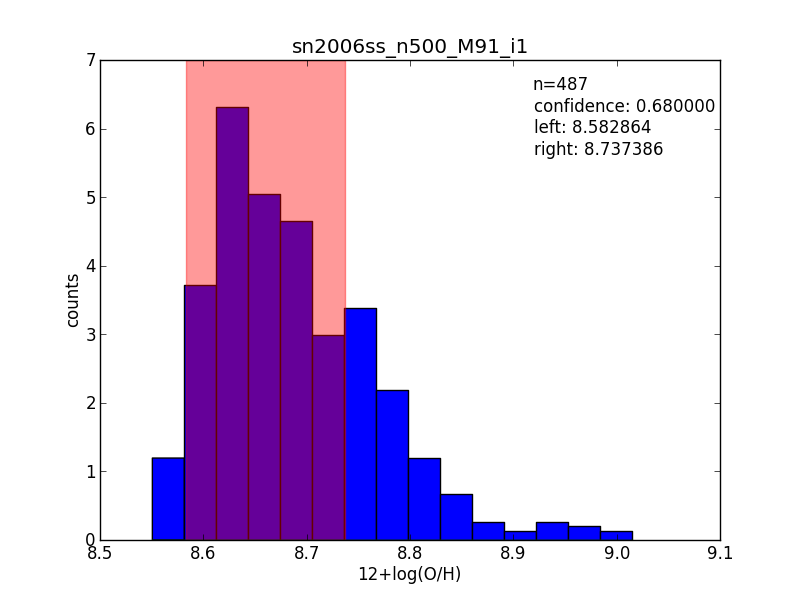 sn2006ss_n500_M91_i1
n=487
confidence: 0.680000
left: 8.582864
right: 8.737386
counts
7
6
5
4
3
2
1
0
8.5 8.6 8.7 8.8 8.9 9.0 9.1
12+log(O/H)